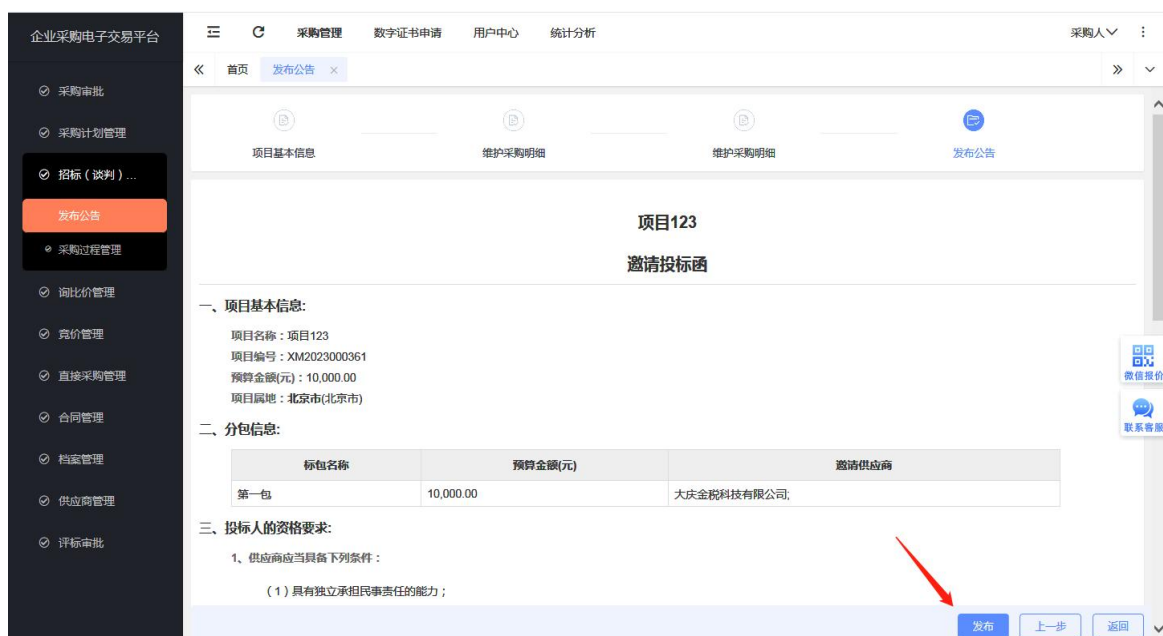 企业采购电子交易平台
采购管理 数字证书申请 用户中心 统计分析 采购人
首页 发布公告 ×
采购审批
采购计划管理
招标（谈判）...
发布公告
采购过程管理
询比价管理
竞价管理
直接采购管理
合同管理
档案管理
供应商管理
评标审批
项目基本信息 维护采购明细 维护采购明细 发布公告
项目123
邀请投标函
一、项目基本信息:
项目名称：项目123
项目编号：XM2023000361
预算金额(元)：10,000.00
项目属地：北京市(北京市)
二、分包信息:
标包名称 预算金额(元) 邀请供应商
第一包 10,000.00 大庆金税科技有限公司;
三、投标人的资格要求:
1、供应商应当具备下列条件：
（1）具有独立承担民事责任的能力；
微信报价
联系客服
发布 上一步 返回